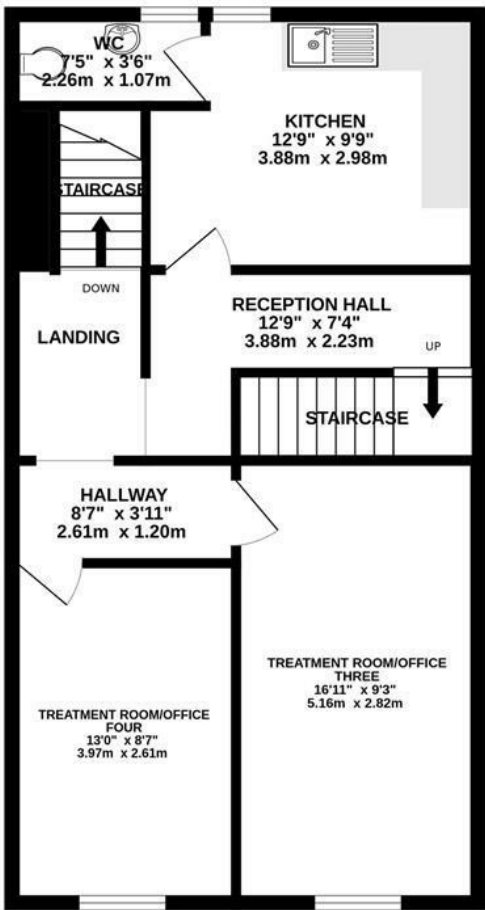 WC
7'5" x 3'6"
2.26m x 1.07m
KITCHEN
12'9" x 9'9"
3.88m x 2.98m
STAIRCASE
DOWN
LANDING
RECEPTION HALL
12'9" x 7'4"
3.88m x 2.23m
UP
STAIRCASE
HALLWAY
8'7" x 3'11"
2.61m x 1.20m
TREATMENT ROOM/OFFICE
THREE
16'11" x 9'3"
5.16m x 2.82m
TREATMENT ROOM/OFFICE
FOUR
13'0" x 8'7"
3.97m x 2.61m